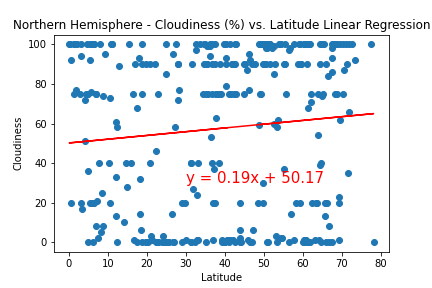 Northern Hemisphere - Cloudiness (%) vs. Latitude Linear Regression
100
80
60
40
20
0
Cloudiness
y = 0.19x + 50.17
0 10 20 30 40 50 60 70 80
Latitude